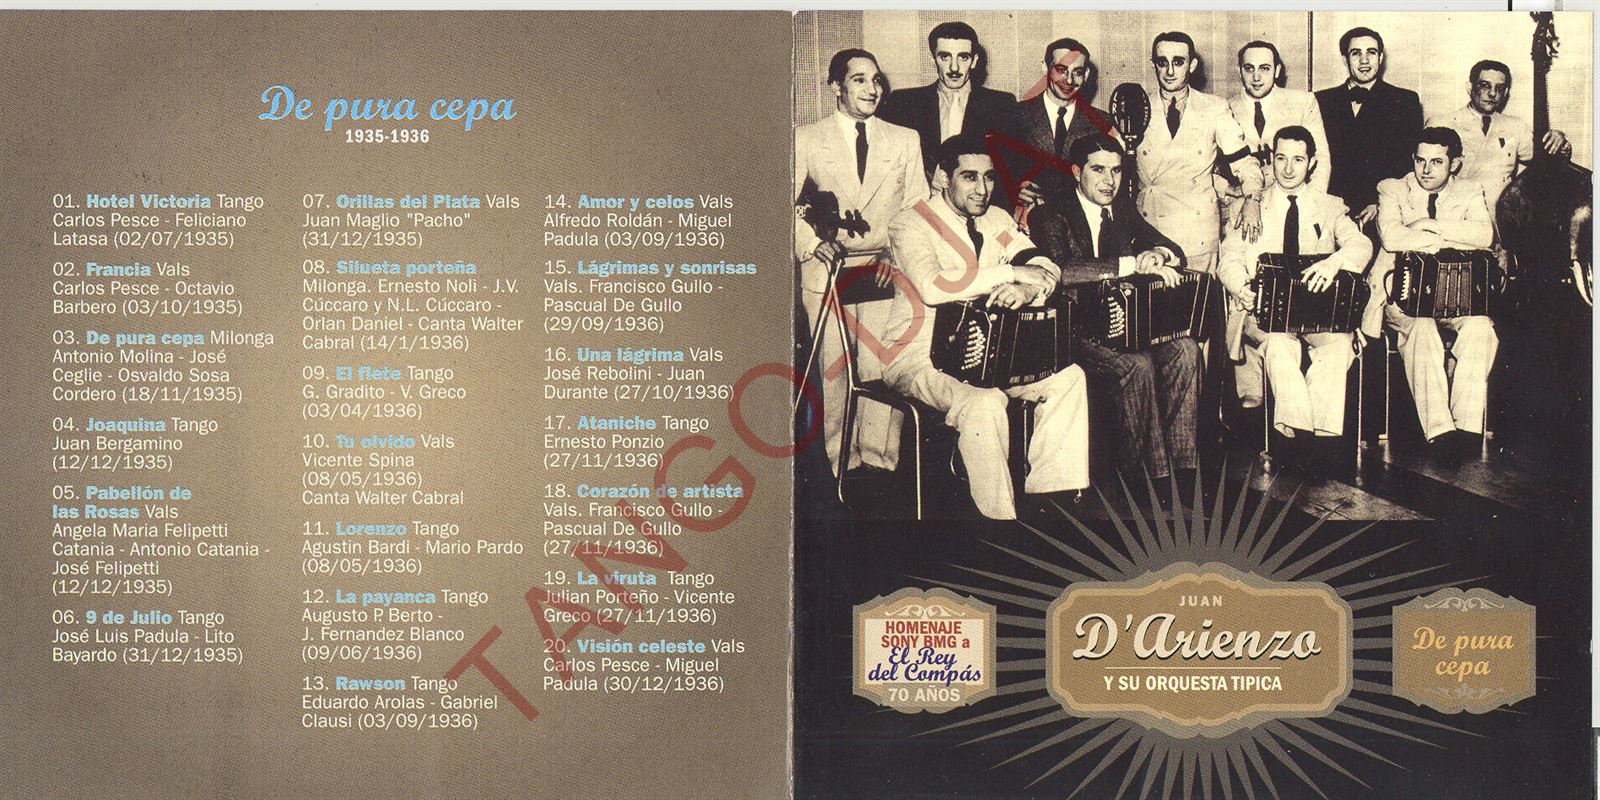 De pura cepa
1935-1936
01. Hotel Victoria Tango
Carlos Pesce - Feliciano
Latasa (02/07/1935)
02. Francia Vals
Carlos Pesce - Octavio
Barbero (03/10/1935)
03. De pura cepa Milonga
Antonio Molina - José
Ceglie - Osvaldo Sosa
Cordero (18/11/1935)
04. Joaquina Tango
Juan Bergamino
(12/12/1935)
05. Pabellón de
las Rosas Vals
Angela Maria Felipetti
Catania - Antonio Catania -
José Felipetti
(12/12/1935)
06. 9 de Julio Tango
José Luis Padula - Lito
Bayardo (31/12/1935)
07. Orillas del Plata Vals
Juan Maglio "Pacho"
(31/12/1935)
08. Silueta porteña
Milonga. Ernesto Noli - J.V.
Cúccaro y N.L. Cúccaro -
Orlan Daniel - Canta Walter
Cabral (14/1/1936)
09. El flete Tango
G. Gradito - V. Greco
(03/04/1936)
10. Tu olvido Vals
Vicente Spina
(08/05/1936)
Canta Walter Cabral
11. Lorenzo Tango
Agustin Bardi - Mario Pardo
(08/05/1936)
12. La payanca Tango
Augusto P. Berto -
J. Fernandez Blanco
(09/06/1936)
13. Rawson Tango
Eduardo Arolas - Gabriel
Clausi (03/09/1936)
14. Amor y celos Vals
Alfredo Roldán - Miguel
Padula (03/09/1936)
15. Lágrimas y sonrisas
Vals. Francisco Gullo -
Pascual De Gullo
(29/09/1936)
16. Una lágrima Vals
José Rebolini - Juan
Durante (27/10/1936)
17. Ataniche Tango
Ernesto Ponzio
(27/11/1936)
18. Corazón de artista
Vals. Francisco Gullo -
Pascual De Gullo
(27/11/1936)
19. La viruta Tango
Julian Porteño - Vicente
Greco (27/11/1936)
20. Visión celeste Vals
Carlos Pesce - Miguel
Padula (30/12/1936)
TANGO-DJ.AT
HOMENAJE
SONY BMG a
El Rey
del Compás
70 AÑOS
JUAN
D'Arienzo
Y SU ORQUESTA TIPICA
De pura
cepa